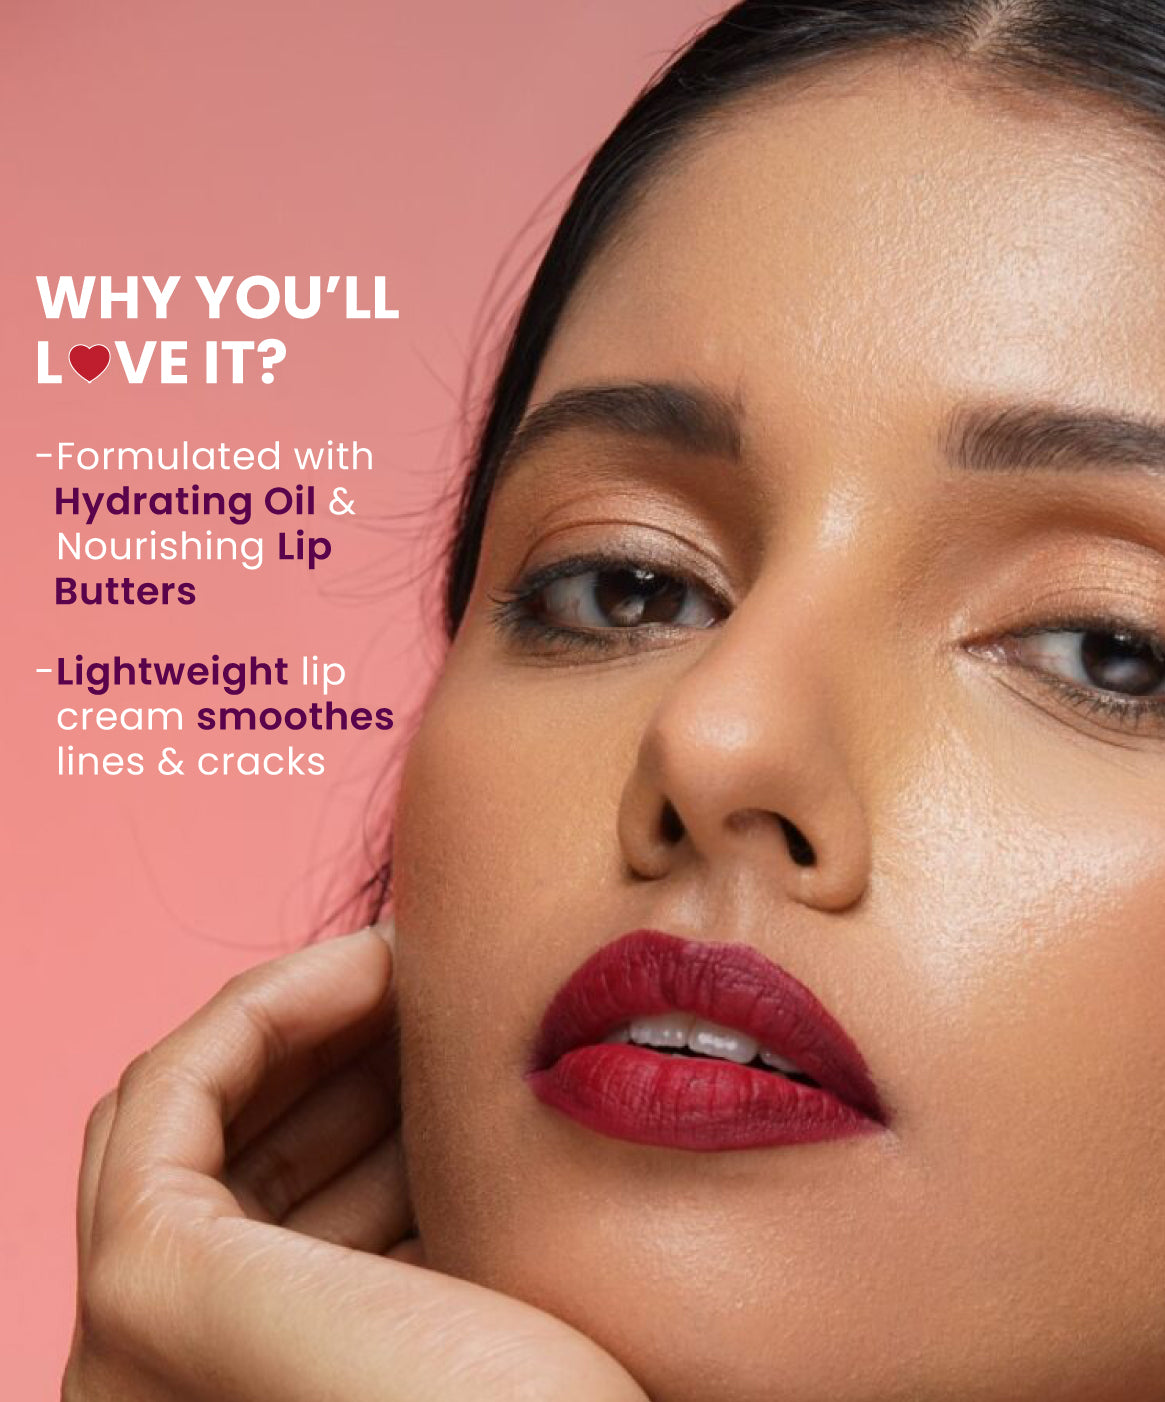 WHY YOU’LL
L❤VE IT?
-Formulated with
Hydrating Oil &
Nourishing Lip
Butters
-Lightweight lip
cream smoothes
lines & cracks